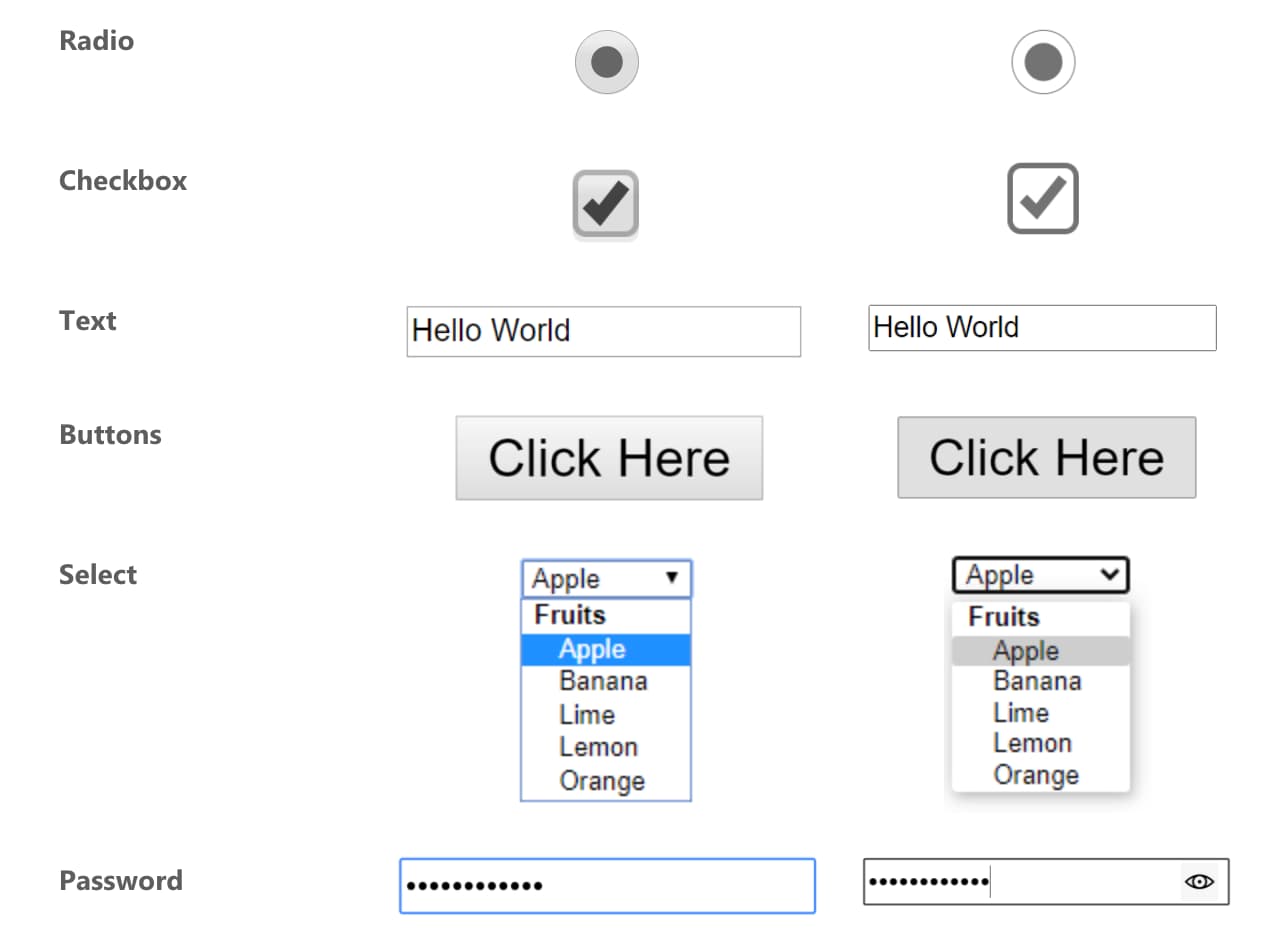 Radio
Checkbox
Text
Hello World
Hello World
Buttons
Click Here
Click Here
Select
Apple
Fruits
Apple
Banana
Lime
Lemon
Orange
Apple
Fruits
Apple
Banana
Lime
Lemon
Orange
Password
••••••••••••
••••••••••••